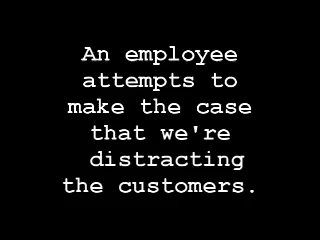 An employee
attempts to
make the case
that we're
distracting
the customers.